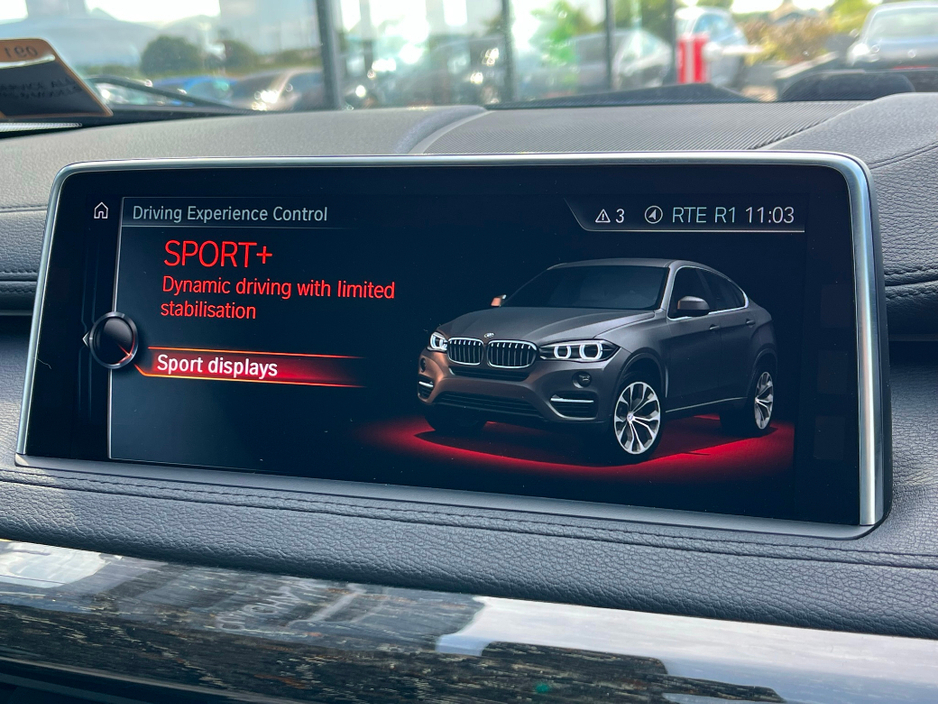 Driving Experience Control
3
RTE R1 11:03
SPORT+
Dynamic driving with limited
stabilisation
Sport displays